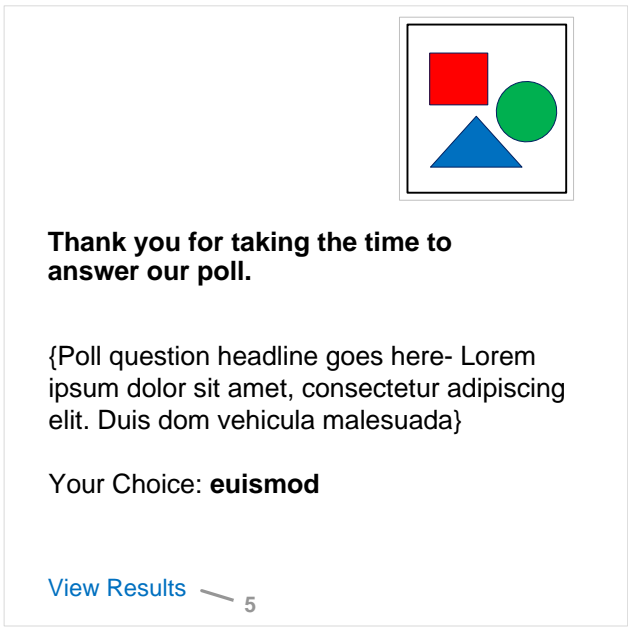 Thank you for taking the time to
answer our poll.
{Poll question headline goes here- Lorem
ipsum dolor sit amet, consectetur adipiscing
elit. Duis dom vehicula malesuada}
Your Choice: euismod
View Results
5